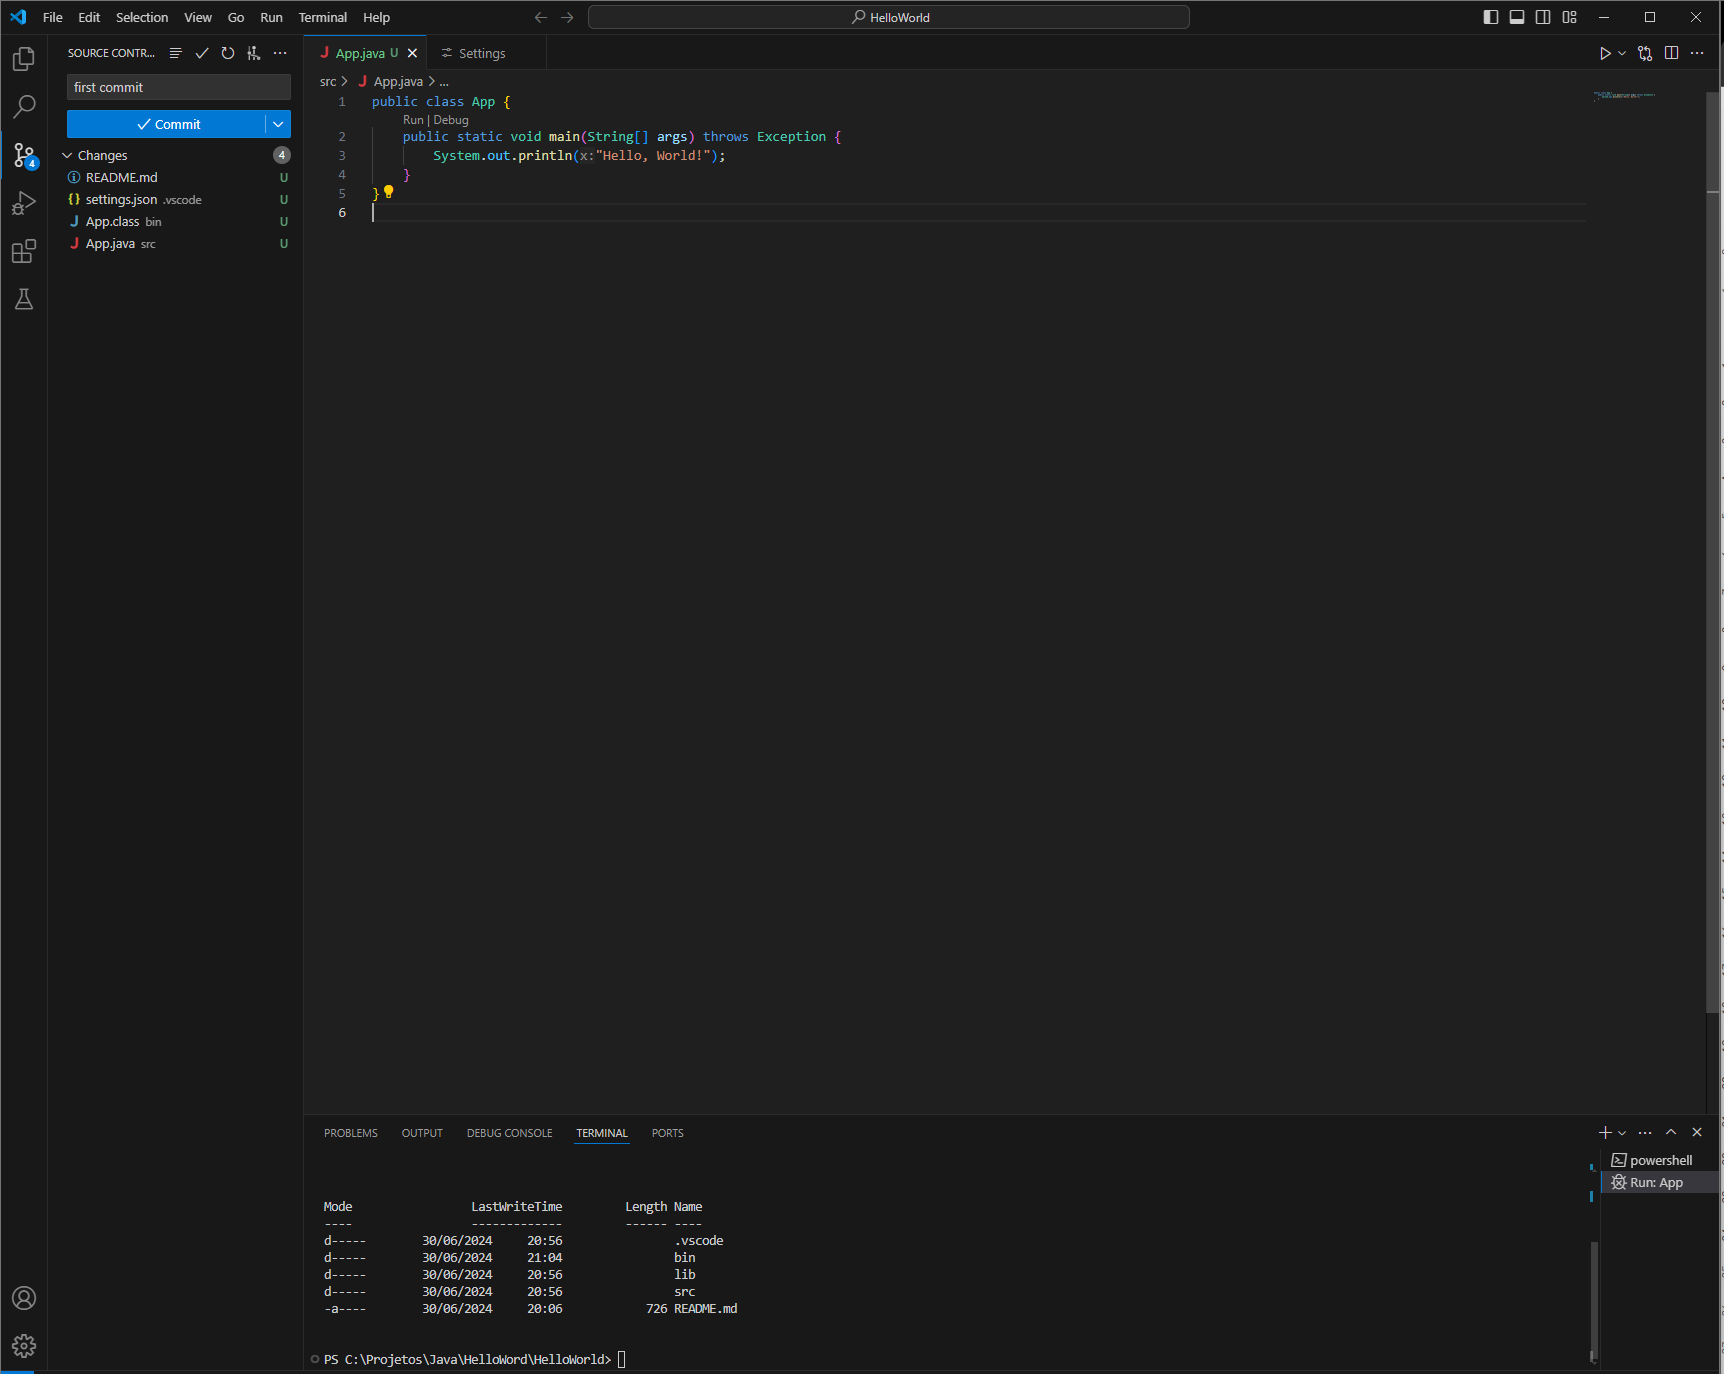 File Edit Selection View Go Run Terminal Help
HelloWorld
SOURCE CONTR...
first commit
Commit
Changes 4
README.md U
settings.json .vscode U
App.class bin U
App.java src U
4
App.java U
Settings
src > App.java > ...
1 public class App {
Run | Debug
2 public static void main(String[] args) throws Exception {
3 System.out.println(x:"Hello, World!");
4 }
5 }
6
PROBLEMS OUTPUT DEBUG CONSOLE TERMINAL PORTS
powershell
Run: App
Mode LastWriteTime Length Name
---- ------------- ------ ----
d----- 30/06/2024 20:56 .vscode
d----- 30/06/2024 21:04 bin
d----- 30/06/2024 20:56 lib
d----- 30/06/2024 20:56 src
-a---- 30/06/2024 20:06 726 README.md
PS C:\Projetos\Java\HelloWord\HelloWorld>